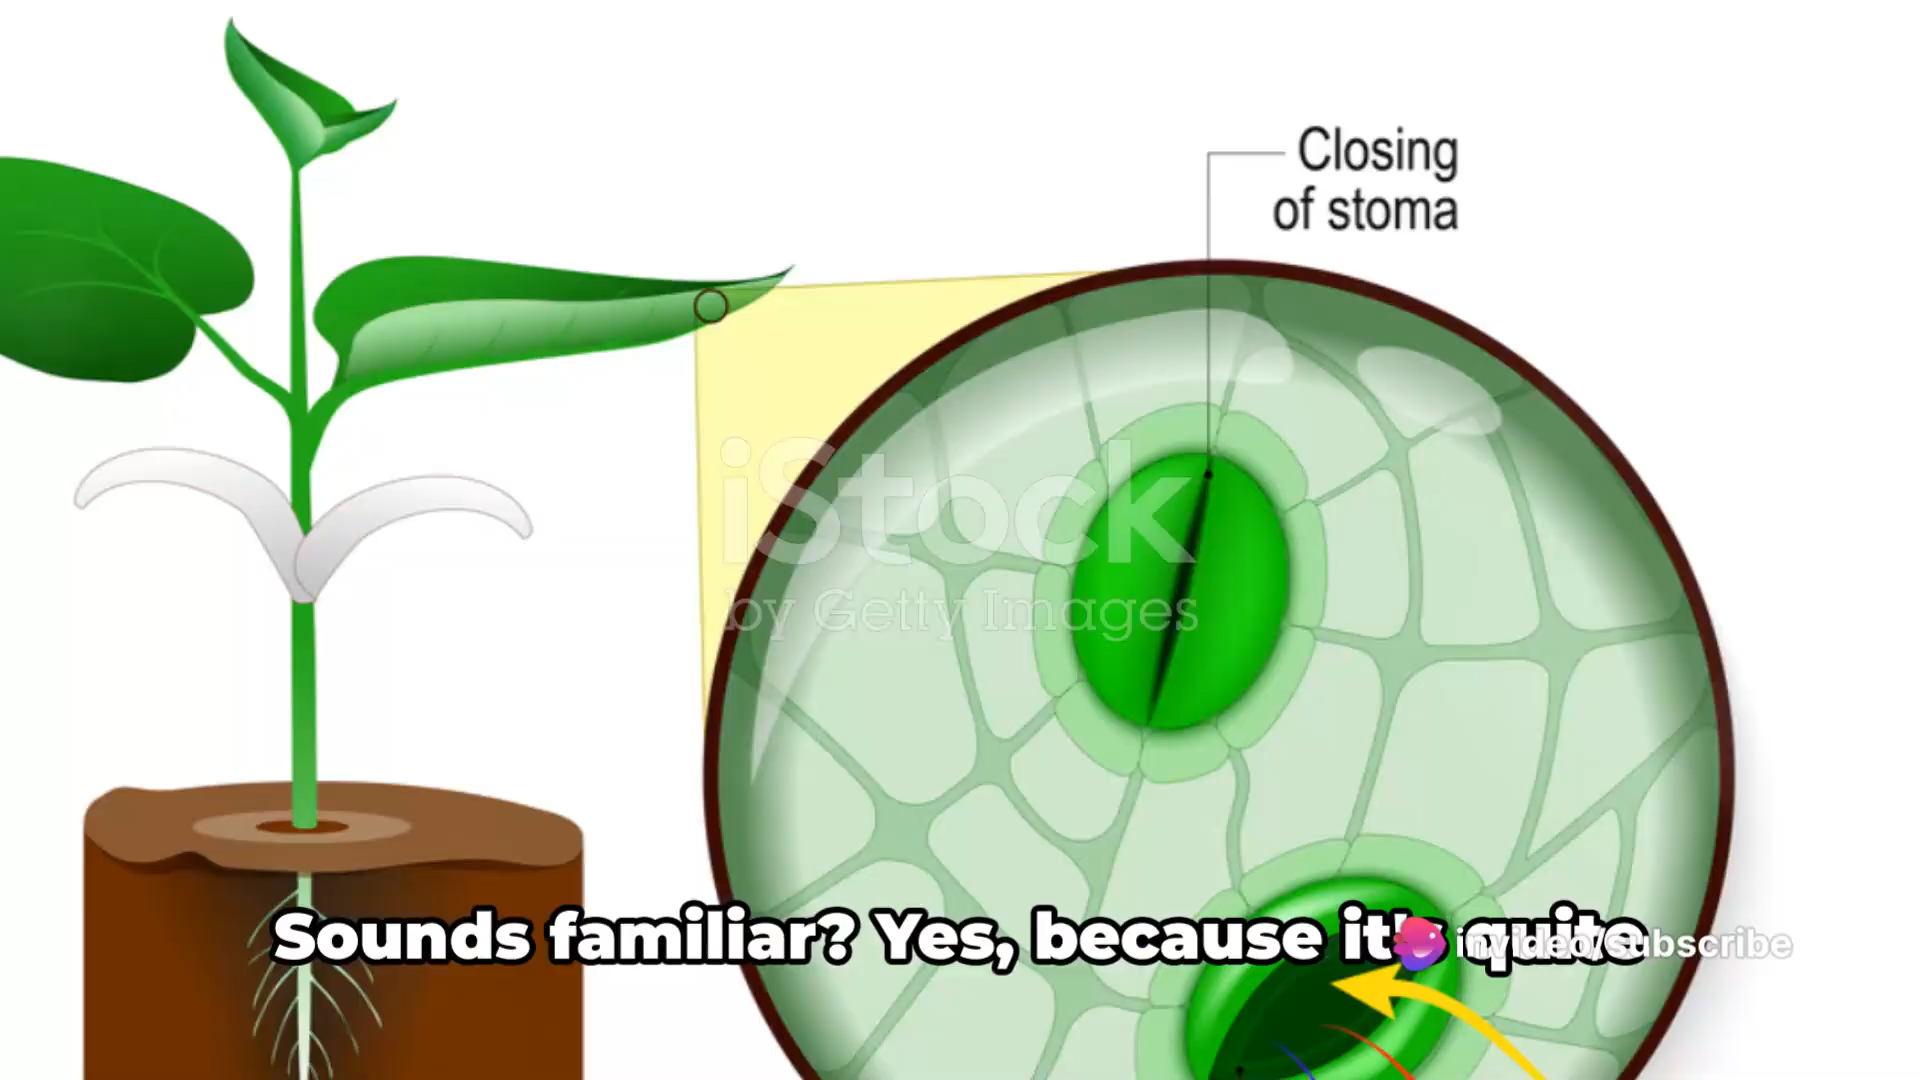 Closing
of stoma
iStock
by Getty Images
Sounds familiar? Yes, because it's quite
invideo/subscribe